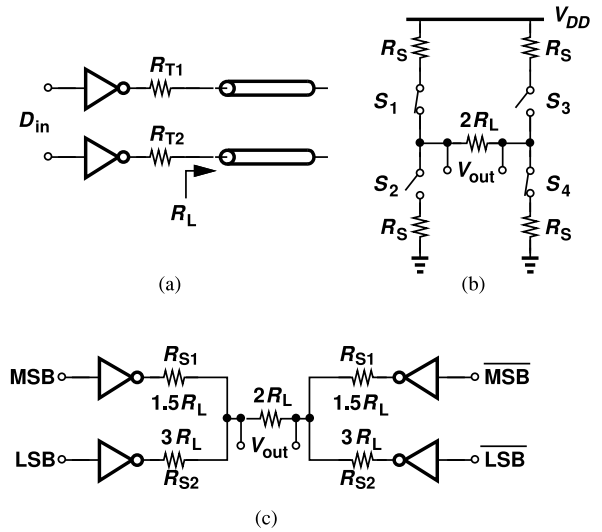 R_T1
D_in
R_T2
R_L
(a)
V_DD
R_S R_S
S_1 S_3
2R_L
V_out
S_2 S_4
R_S R_S
(b)
R_S1 R_S1
MSB MSB
1.5R_L 2R_L 1.5R_L
3R_L V_out 3R_L
LSB LSB
R_S2 R_S2
(c)